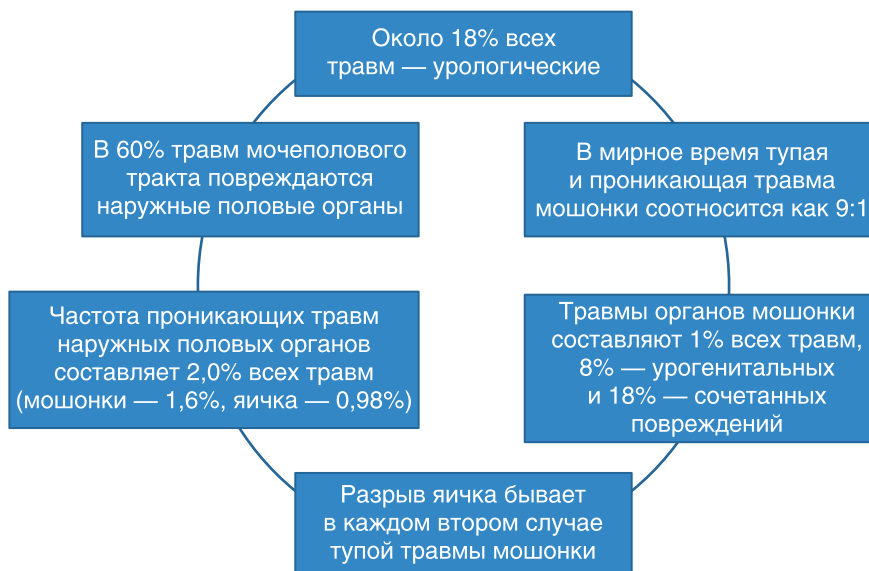 Около 18% всех
травм — урологические
В 60% травм мочеполового
тракта повреждаются
наружные половые органы
В мирное время тупая
и проникающая травма
мошонки соотносится как 9:1
Частота проникающих травм
наружных половых органов
составляет 2,0% всех травм
(мошонки — 1,6%, яичка — 0,98%)
Травмы органов мошонки
составляют 1% всех травм,
8% — урогенитальных
и 18% — сочетанных
повреждений
Разрыв яичка бывает
в каждом втором случае
тупой травмы мошонки